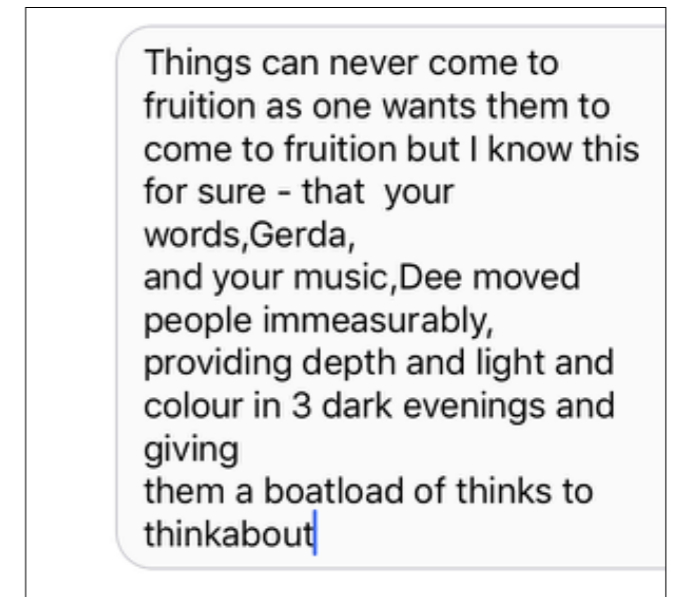 Things can never come to
fruition as one wants them to
come to fruition but I know this
for sure - that  your
words,Gerda,
and your music,Dee moved
people immeasurably,
providing depth and light and
colour in 3 dark evenings and
giving
them a boatload of thinks to
thinkabout